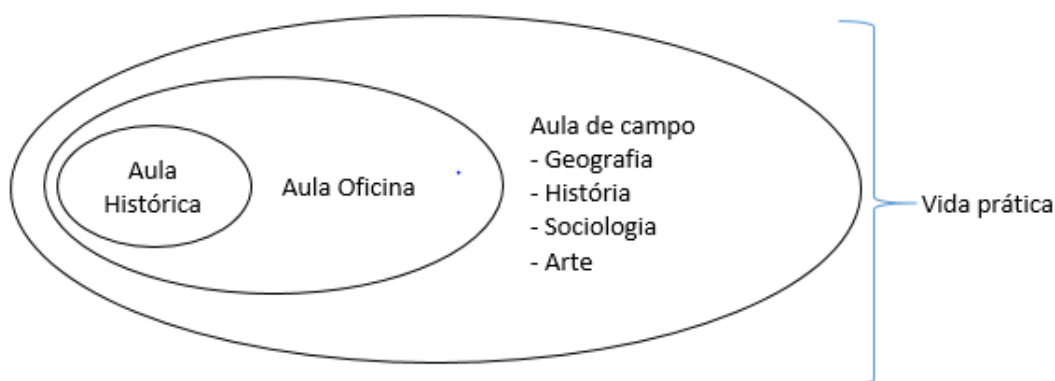 Aula
Histórica
Aula Oficina
Aula de campo
- Geografia
- História
- Sociologia
- Arte
Vida prática